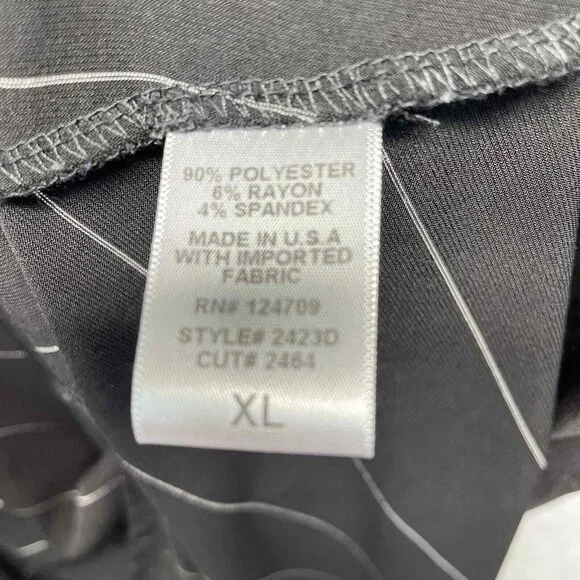 90% POLYESTER
6% RAYON
4% SPANDEX
MADE IN U.S.A
WITH IMPORTED
FABRIC
RN# 124709
STYLE# 2423D
CUT# 2464
XL